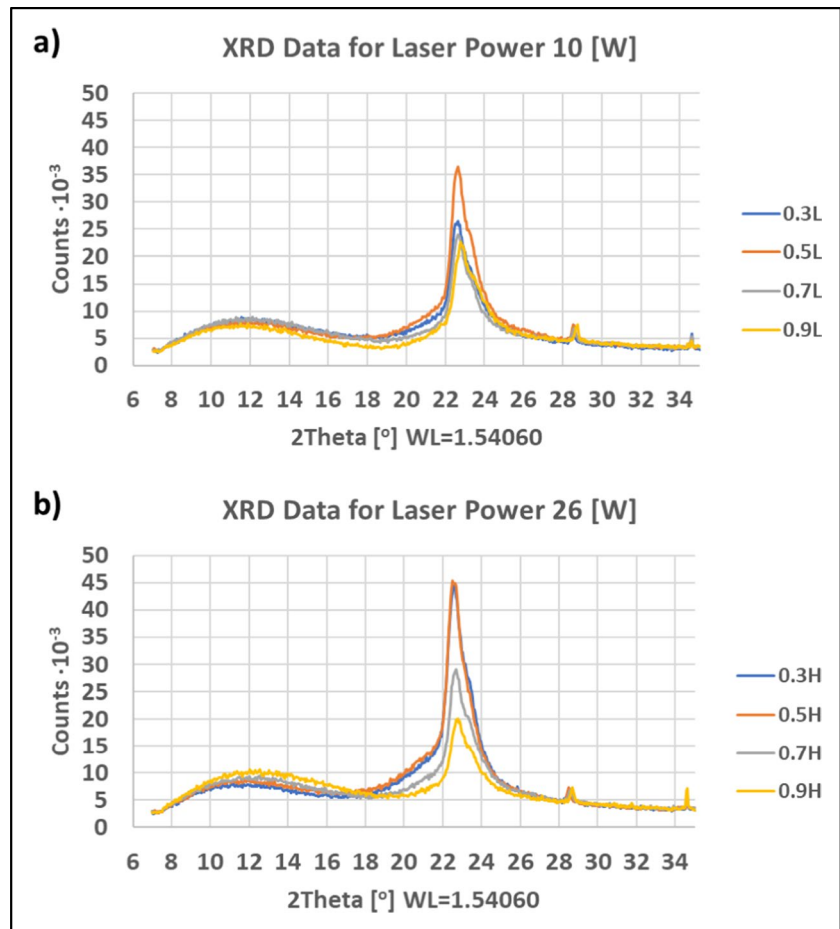 a)
XRD Data for Laser Power 10 [W]
50
45
40
35
30
25
20
15
10
5
0
Counts ·10⁻³
6 8 10 12 14 16 18 20 22 24 26 28 30 32 34
2Theta [º] WL=1.54060
0.3L
0.5L
0.7L
0.9L
b)
XRD Data for Laser Power 26 [W]
50
45
40
35
30
25
20
15
10
5
0
Counts ·10⁻³
6 8 10 12 14 16 18 20 22 24 26 28 30 32 34
2Theta [º] WL=1.54060
0.3H
0.5H
0.7H
0.9H